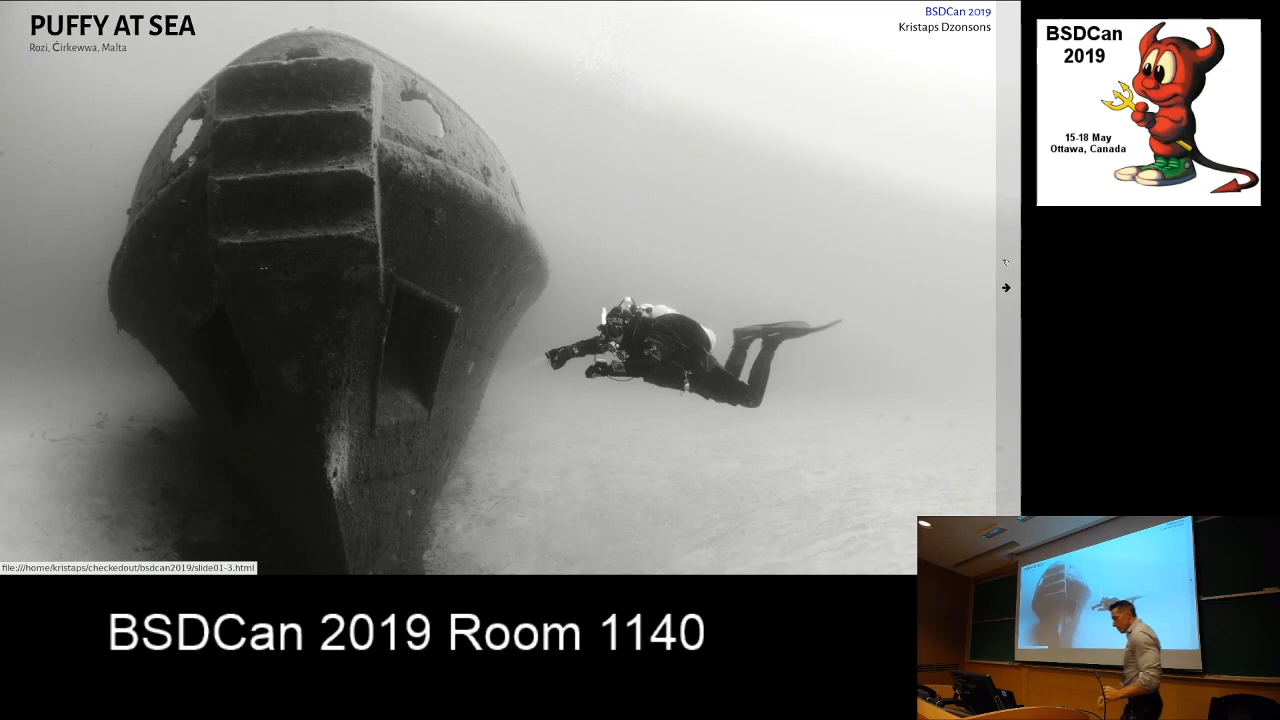 PUFFY AT SEA
Rozi, Ċirkewwa, Malta
BSDCan 2019
Kristaps Dzonsons
BSDCan
2019
15-18 May
Ottawa, Canada
file:///home/kristaps/checkedout/bsdcan2019/slide01-3.html
BSDCan 2019 Room 1140